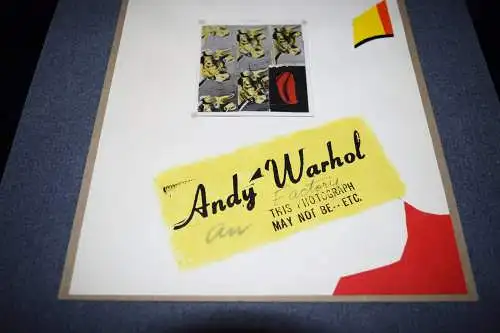 Andy Warhol
Factory
THIS PHOTOGRAPH
MAY NOT BE-- ETC.